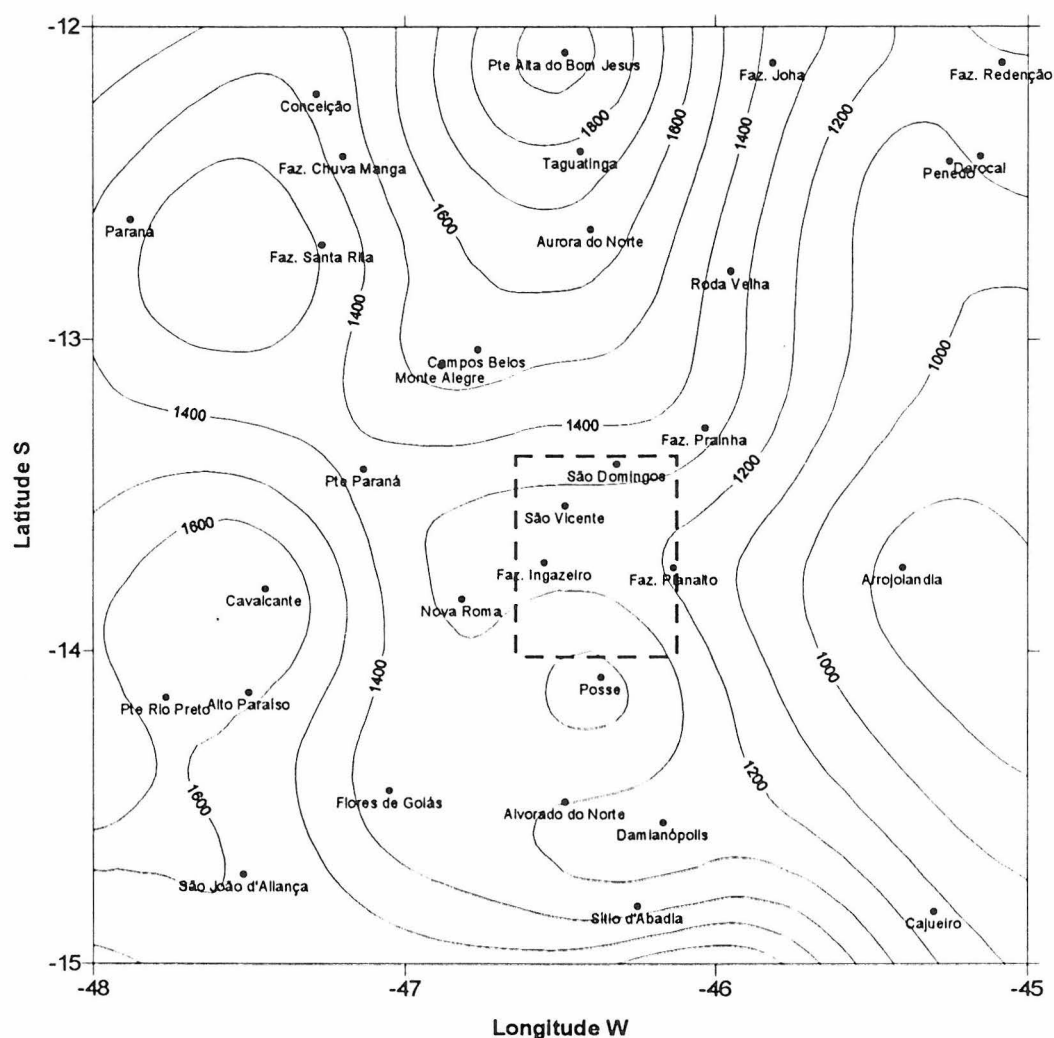 -12
Pte Alta do Bom Jesus
Faz. Joha
Faz. Redenção
Conceição
1800
1600
1400
1200
Faz. Chuva Manga
Taguatinga
Penedo
Derocal
Paranã
1600
Aurora do Norte
Faz. Santa Rita
Roda Velha
1400
-13
Campos Belos
Monte Alegre
1000
1400
1400
Faz. Prainha
1200
Pte Paraná
São Domingos
São Vicente
1600
Faz. Ingazeiro
Faz. Planalto
Arrojolandia
Cavalcante
Nova Roma
-14
1400
1000
Posse
Pte Rio Preto
Alto Paraíso
1200
1600
Flores de Goiás
Alvorado do Norte
Damianópolis
São João d'Aliança
Sítio d'Abadia
Cajueiro
-15
-48
-47
-46
-45
Latitude S
Longitude W